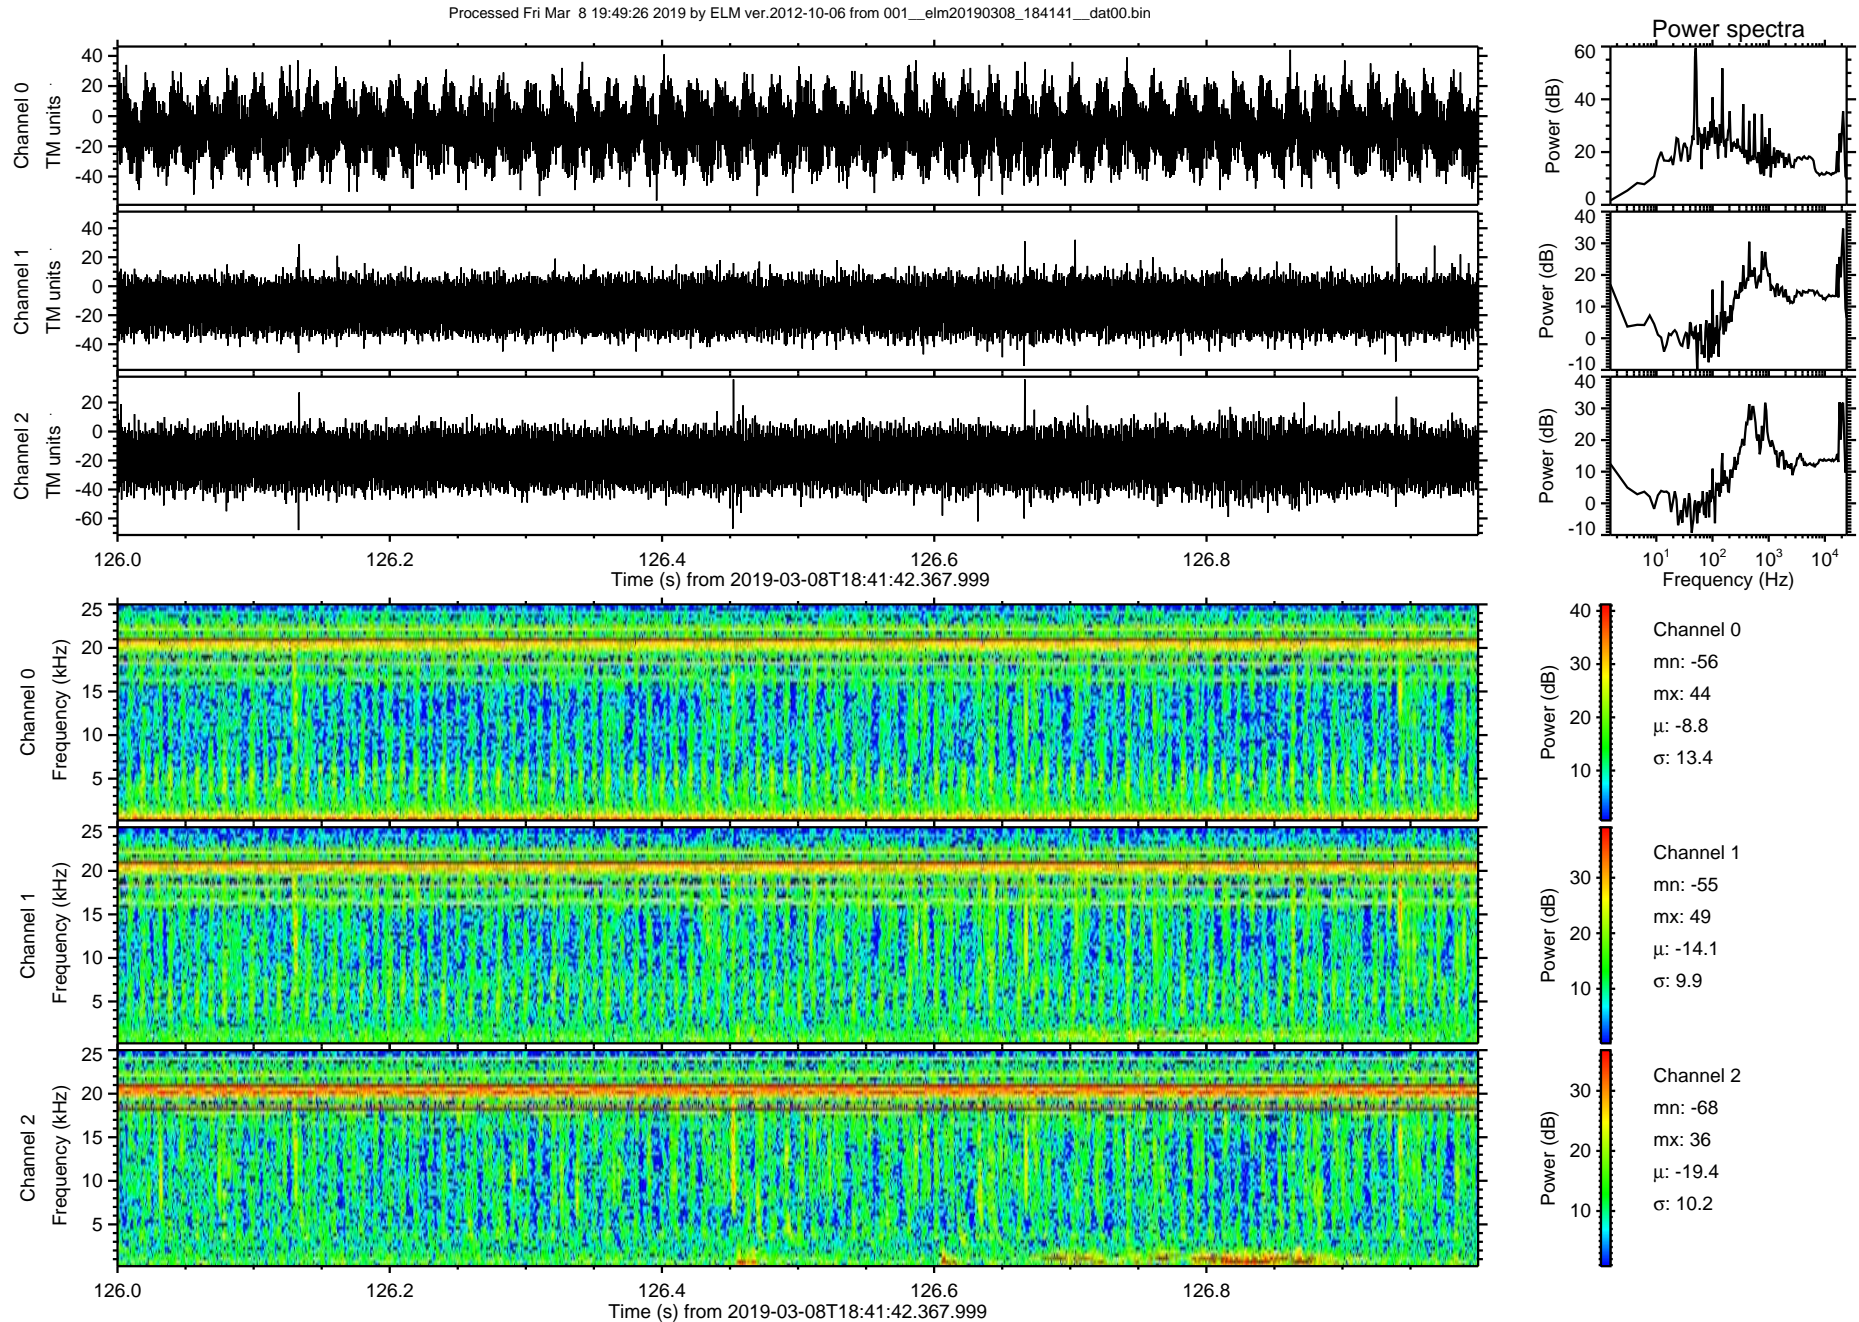 Processed Fri Mar  8 19:49:26 2019 by ELM ver.2012-10-06 from 001__elm20190308_184141__dat00.bin
Power spectra
Channel 0
TM units
40
20
0
-20
-40
Power (dB)
60
40
20
0
Channel 1
TM units
40
20
0
-20
-40
Power (dB)
40
30
20
10
0
-10
Channel 2
TM units
20
0
-20
-40
-60
Power (dB)
40
30
20
10
0
-10
126.0 126.2 126.4 126.6 126.8
Time (s) from 2019-03-08T18:41:42.367.999
10^1 10^2 10^3 10^4
Frequency (Hz)
Channel 0
Frequency (kHz)
25
20
15
10
5
Power (dB)
40
30
20
10
Channel 0
mn: -56
mx: 44
μ: -8.8
σ: 13.4
Channel 1
Frequency (kHz)
25
20
15
10
5
Power (dB)
30
20
10
Channel 1
mn: -55
mx: 49
μ: -14.1
σ: 9.9
Channel 2
Frequency (kHz)
25
20
15
10
5
Power (dB)
30
20
10
Channel 2
mn: -68
mx: 36
μ: -19.4
σ: 10.2
126.0 126.2 126.4 126.6 126.8
Time (s) from 2019-03-08T18:41:42.367.999